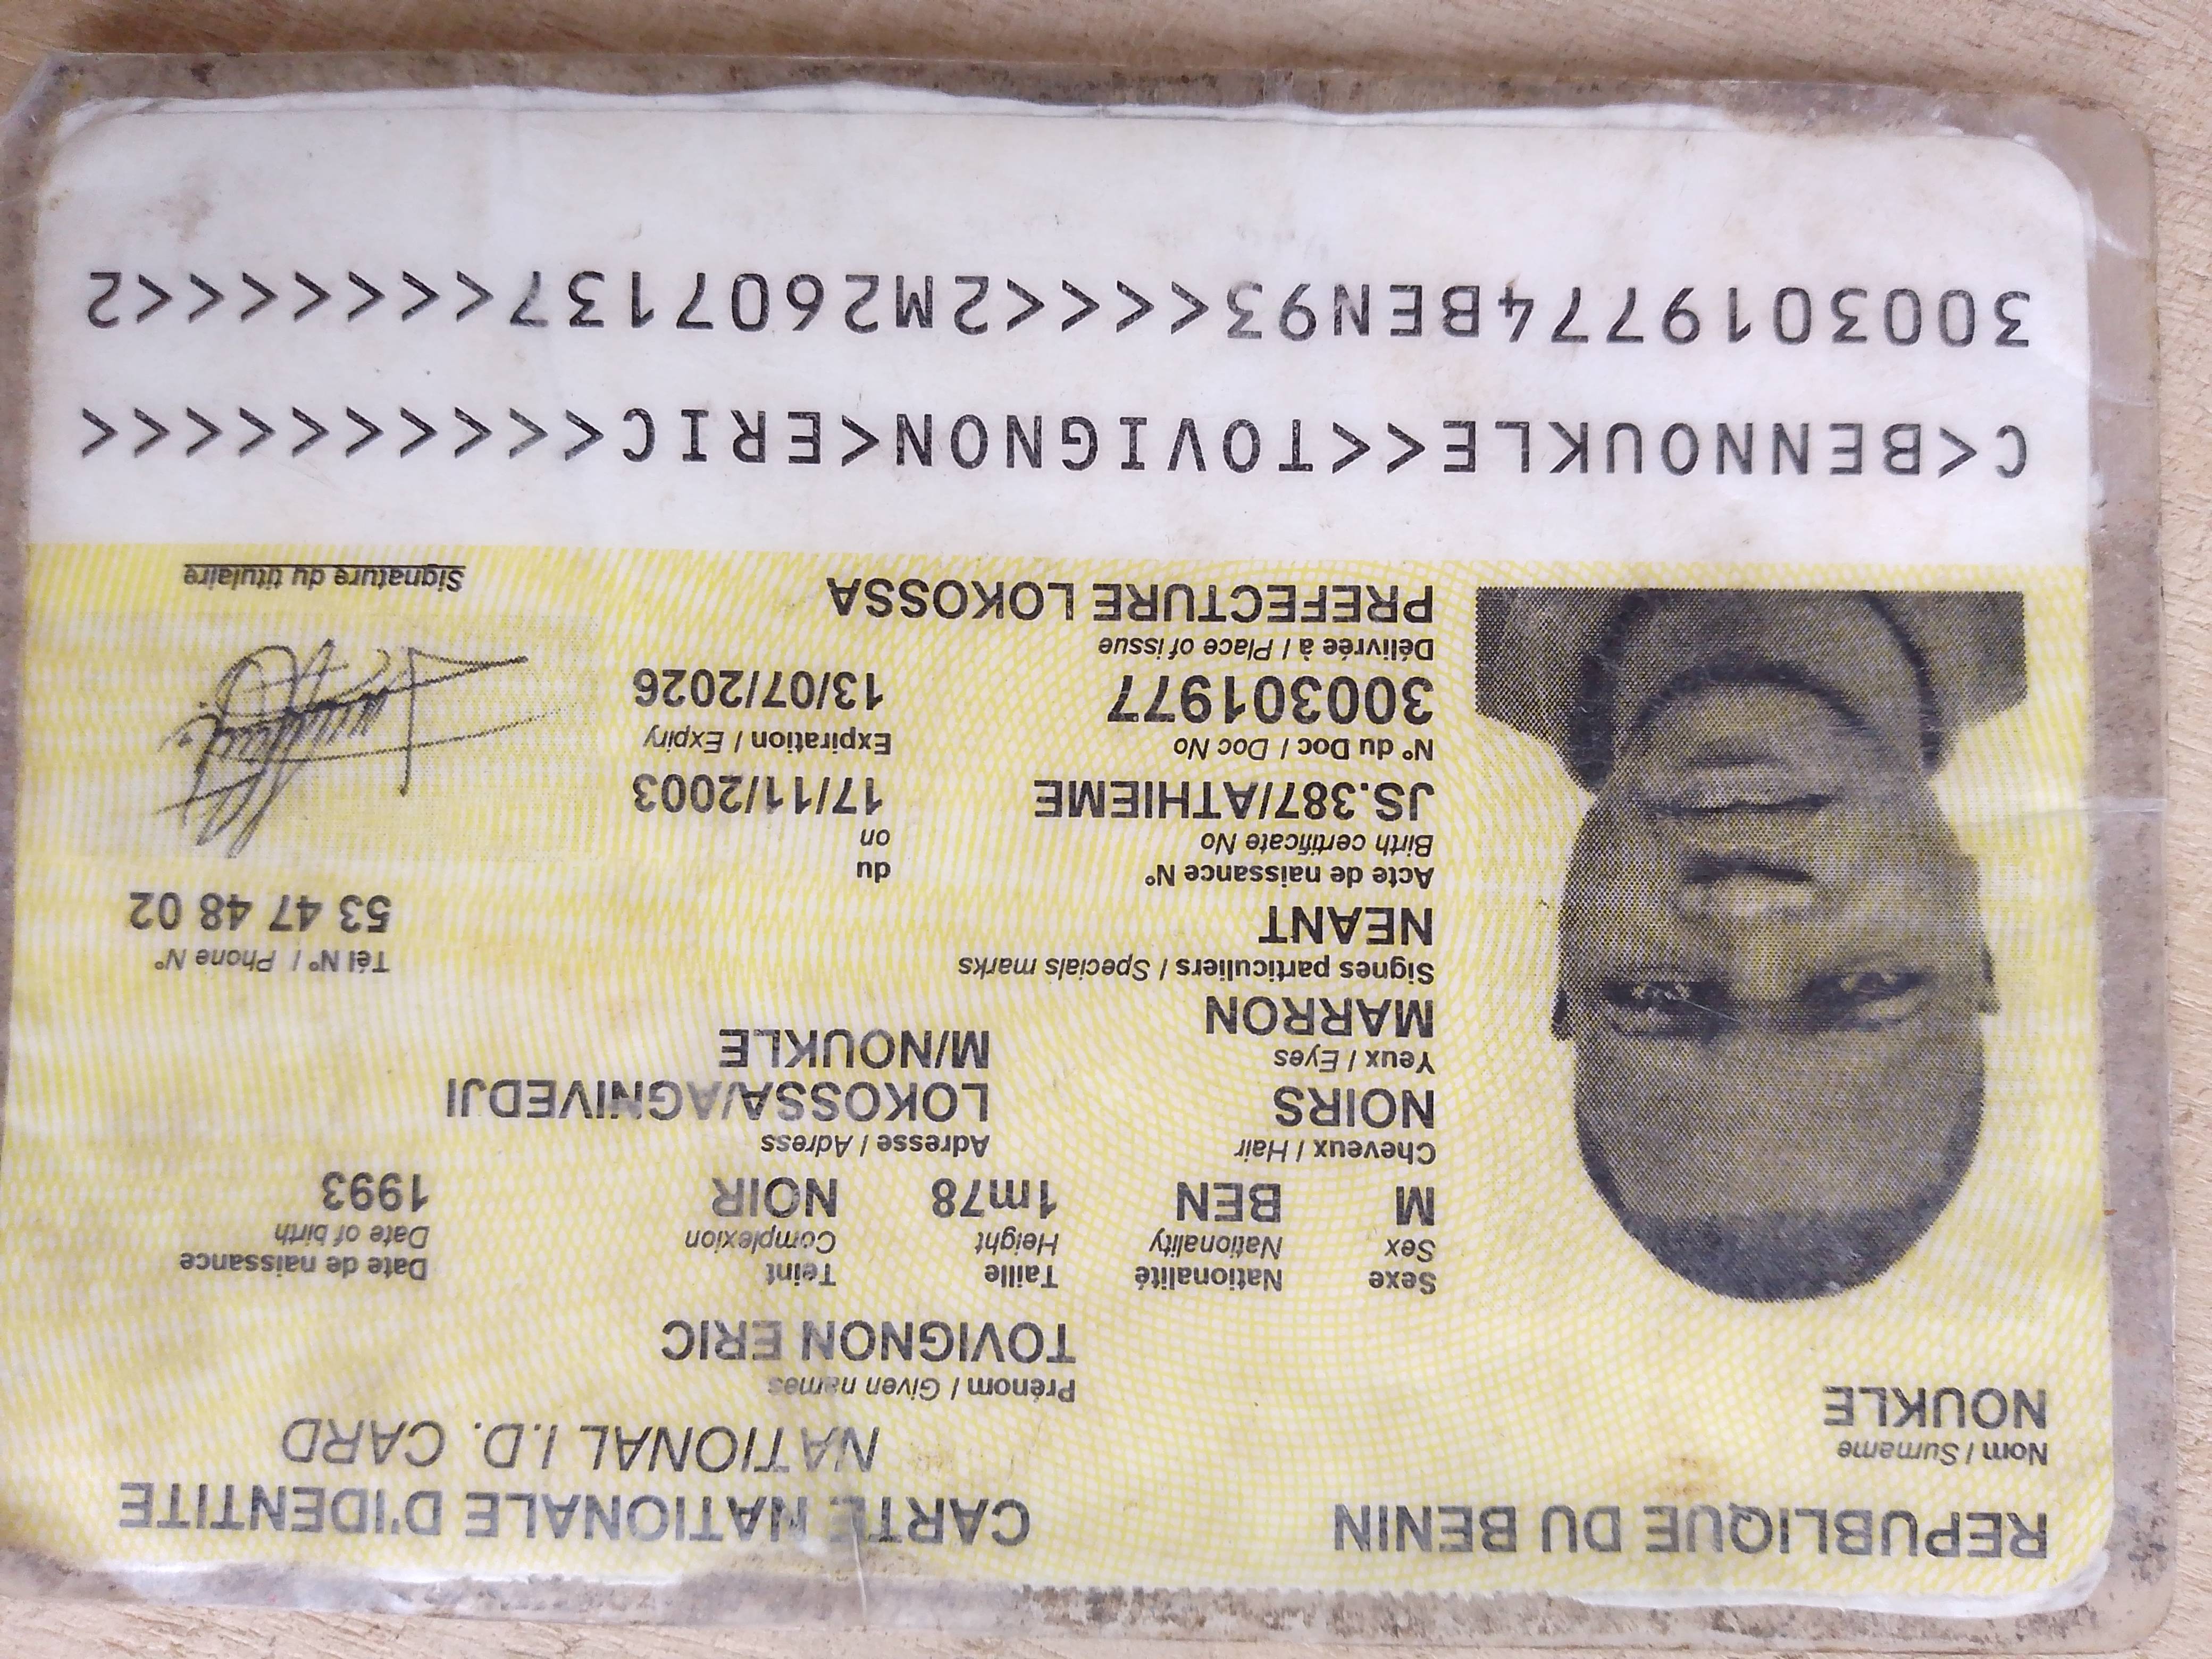 REPUBLIQUE DU BENIN
CARTE NATIONALE D'IDENTITE
NATIONAL I.D. CARD
Nom / Surname
NOUKLE
Prénom / Given names
TOVIGNON ERIC
Sexe
Sex
M
Nationalité
Nationality
BEN
Taille
Height
1m78
Teint
Complexion
NOIR
Date de naissance
Date of birth
1993
Cheveux / Hair
NOIRS
Adresse / Adress
LOKOSSA/AGNIVEDJI
M/NOUKLE
Yeux / Eyes
MARRON
Signes particuliers / Specials marks
NEANT
Tél N° / Phone N°
53 47 48 02
Acte de naissance N°
Birth certificate No
JS.387/ATHIEME
du
on
17/11/2003
N° du Doc / Doc No
300301977
Expiration / Expiry
13/07/2026
Délivrée à / Place of issue
PREFECTURE LOKOSSA
Signature du titulaire
C<BENNOUKLE<<TOVIGNON<ERIC<<<<<<<<<<<<
3003019774BEN93<<<<<2M2607137<<<<<<<<2